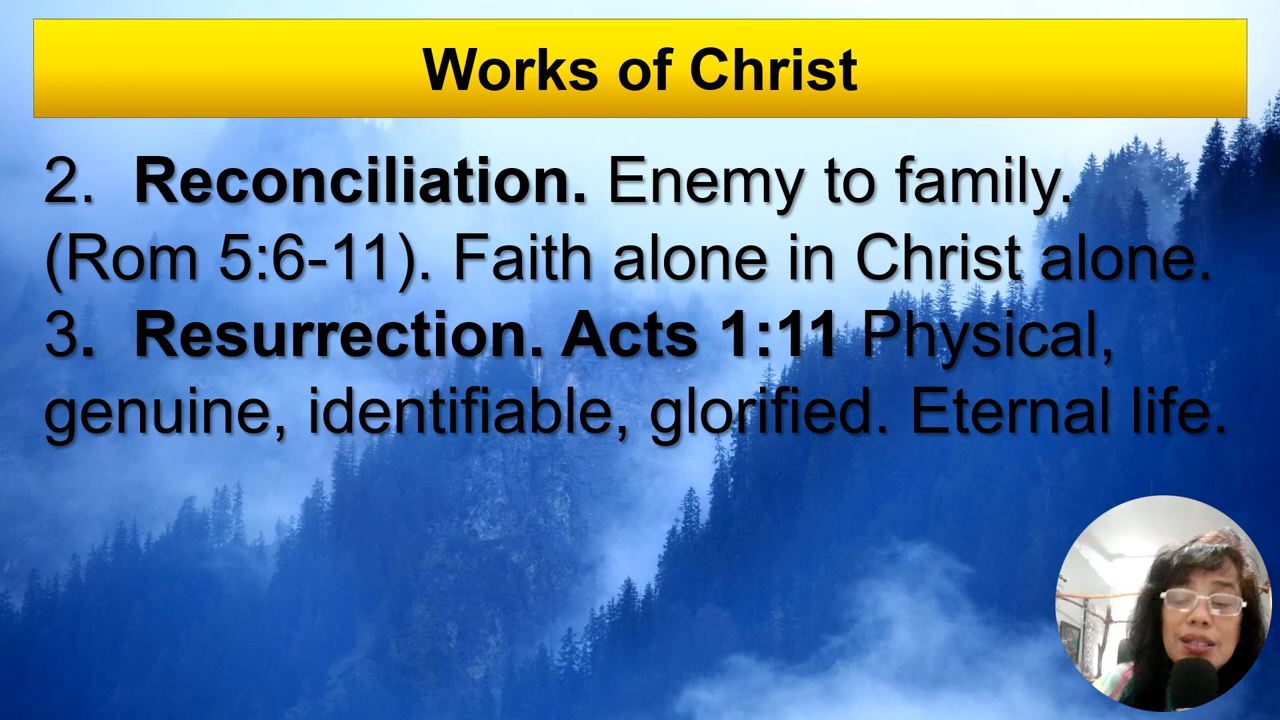 Works of Christ
2. Reconciliation. Enemy to family.
(Rom 5:6-11). Faith alone in Christ alone.
3. Resurrection. Acts 1:11 Physical,
genuine, identifiable, glorified. Eternal life.